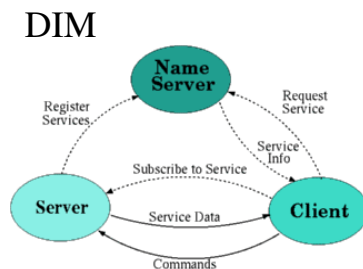 DIM
Name
Server
Register
Services
Request
Service
Service
Info
Subscribe to Service
Server
Service Data
Client
Commands